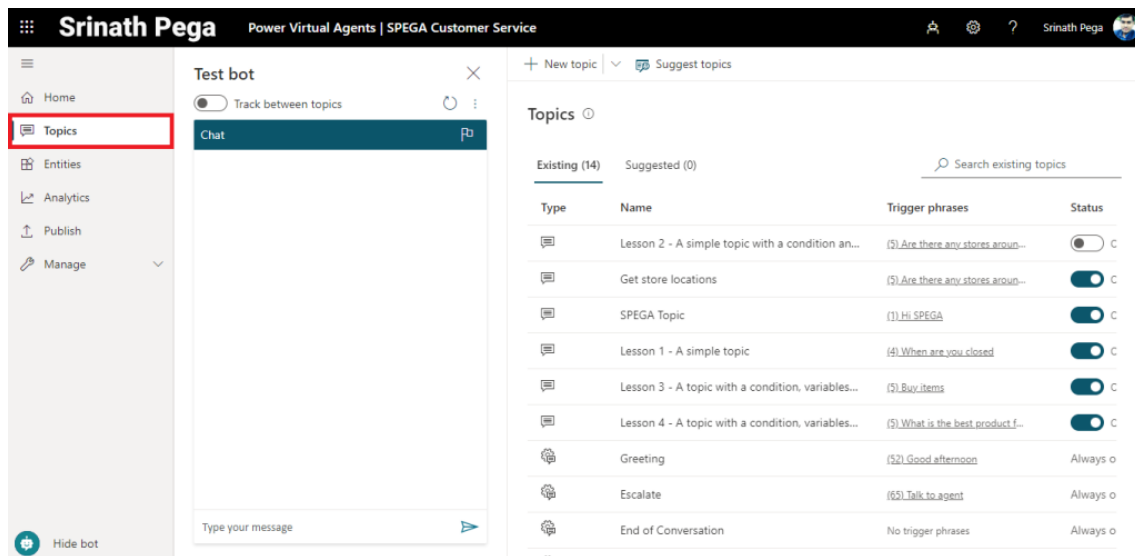 Srinath Pega
Power Virtual Agents | SPEGA Customer Service
?
Srinath Pega
Home
Topics
Entities
Analytics
Publish
Manage
Hide bot
Test bot
Track between topics
Chat
Type your message
New topic
Suggest topics
Topics
Existing (14)
Suggested (0)
Search existing topics
Type Name Trigger phrases Status
Lesson 2 - A simple topic with a condition an... (5) Are there any stores aroun... C
Get store locations (5) Are there any stores aroun... C
SPEGA Topic (1) Hi SPEGA C
Lesson 1 - A simple topic (4) When are you closed C
Lesson 3 - A topic with a condition, variables... (5) Buy items C
Lesson 4 - A topic with a condition, variables... (5) What is the best product f... C
Greeting (52) Good afternoon Always o
Escalate (65) Talk to agent Always o
End of Conversation No trigger phrases Always o